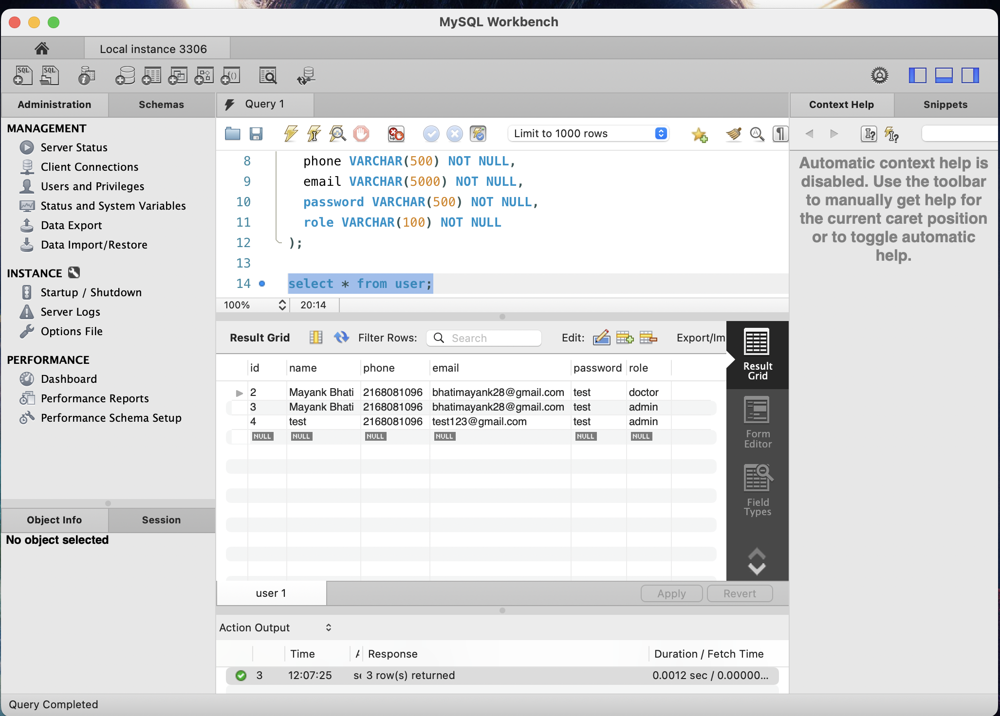 MySQL Workbench
Local instance 3306
SQL SQL
Administration Schemas
MANAGEMENT
Server Status
Client Connections
Users and Privileges
Status and System Variables
Data Export
Data Import/Restore
INSTANCE
Startup / Shutdown
Server Logs
Options File
PERFORMANCE
Dashboard
Performance Reports
Performance Schema Setup
Object Info Session
No object selected
Query 1
Limit to 1000 rows
8 phone VARCHAR(500) NOT NULL,
9 email VARCHAR(5000) NOT NULL,
10 password VARCHAR(500) NOT NULL,
11 role VARCHAR(100) NOT NULL
12 );
13
14 select * from user;
100% 20:14
Result Grid Filter Rows: Search Edit: Export/Im
id name phone email password role
2 Mayank Bhati 2168081096 bhatimayank28@gmail.com test doctor
3 Mayank Bhati 2168081096 bhatimayank28@gmail.com test admin
4 test 2168081096 test123@gmail.com test admin
NULL NULL NULL NULL NULL NULL
Result
Grid
Form
Editor
Field
Types
user 1 Apply Revert
Action Output
Time Response Duration / Fetch Time
3 12:07:25 3 row(s) returned 0.0012 sec / 0.00000...
Context Help Snippets
Automatic context help is
disabled. Use the toolbar
to manually get help for
the current caret position
or to toggle automatic
help.
Query Completed